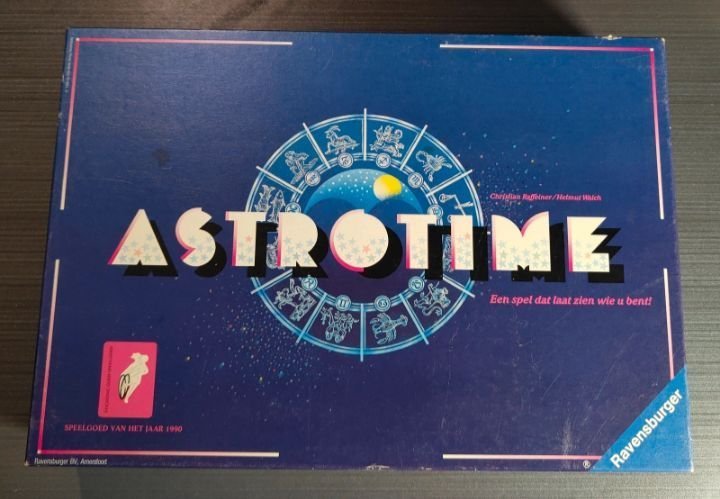 Christian Raffeiner/Helmut Walch
ASTROTIME
Een spel dat laat zien wie u bent!
SPEELGOED VAN HET JAAR 1990
Ravensburger BV, Amersfoort
®
Ravensburger